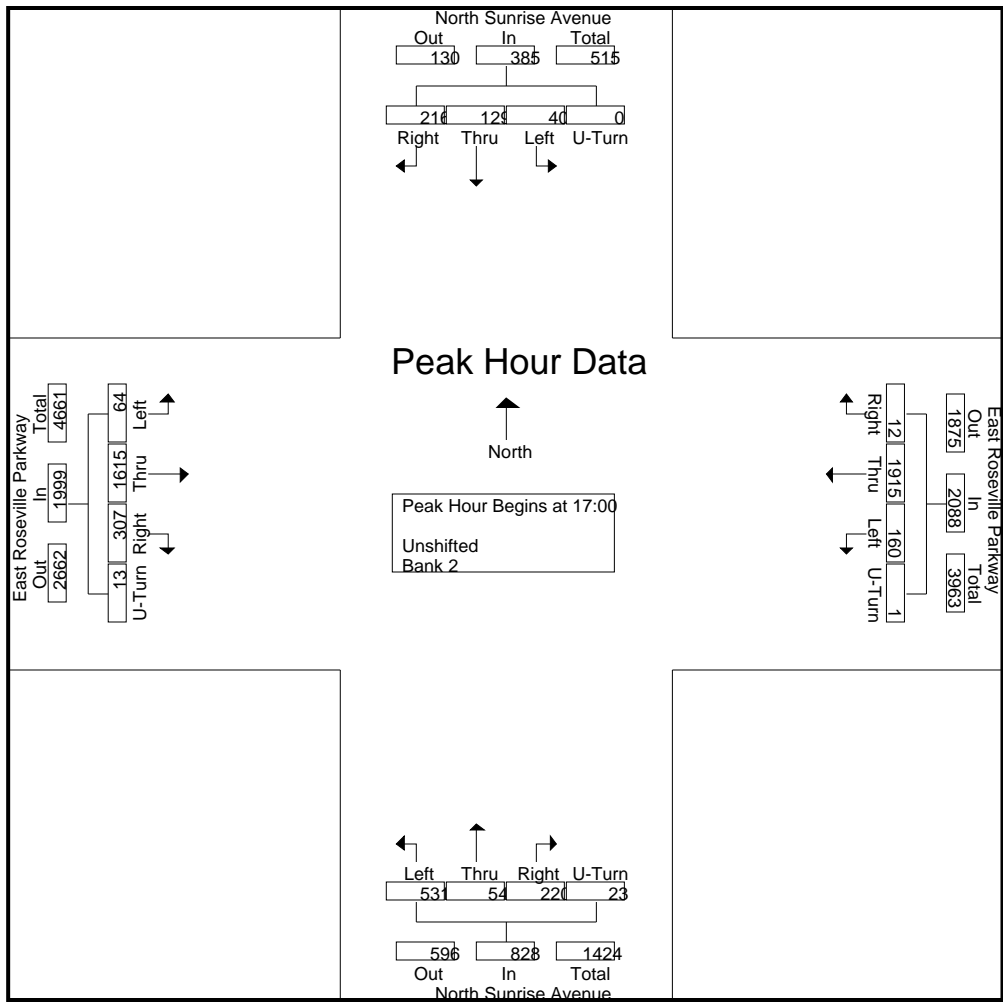 North Sunrise Avenue
Out In Total
130 385 515
216 129 40 0
Right Thru Left U-Turn
Peak Hour Data
North
Peak Hour Begins at 17:00
Unshifted
Bank 2
East Roseville Parkway
Total In Out
4661 1999 2662
64 1615 307 13
Left Thru Right U-Turn
East Roseville Parkway
Out In Total
1875 2088 3963
12 1915 160 1
Right Thru Left U-Turn
Left Thru Right U-Turn
531 54 220 23
596 828 1424
Out In Total
North Sunrise Avenue